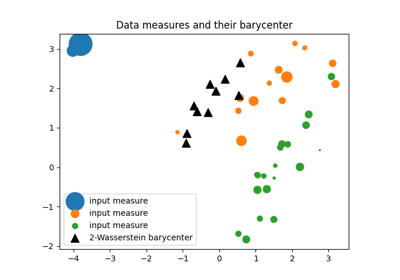 Data measures and their barycenter
3
2
1
0
−1
−2
input measure
input measure
input measure
2-Wasserstein barycenter
−4
−3
−2
−1
0
1
2
3